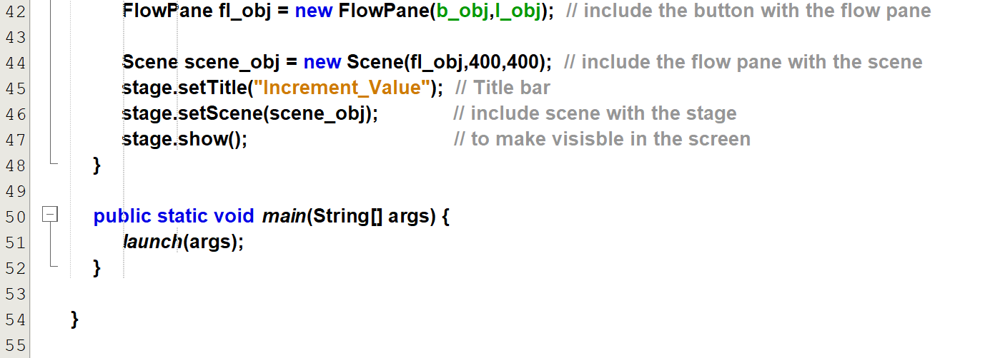 42 FlowPane fl_obj = new FlowPane(b_obj,l_obj); // include the button with the flow pane
43
44 Scene scene_obj = new Scene(fl_obj,400,400); // include the flow pane with the scene
45 stage.setTitle("Increment_Value"); // Title bar
46 stage.setScene(scene_obj); // include scene with the stage
47 stage.show(); // to make visisble in the screen
48 }
49
50 public static void main(String[] args) {
51 launch(args);
52 }
53
54 }
55